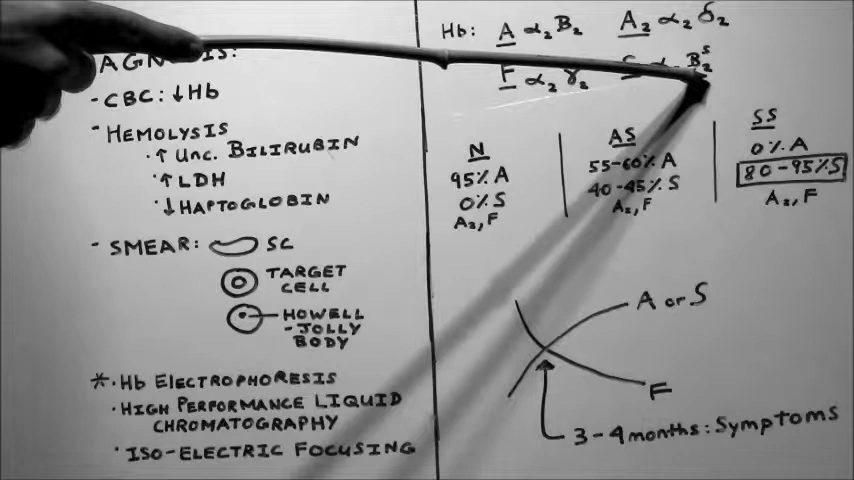 AGNOSIS:
- CBC: ↓Hb
- HEMOLYSIS
· ↑ Unc. BILIRUBIN
· ↑ LDH
· ↓ HAPTOGLOBIN
- SMEAR: SC
TARGET
CELL
HOWELL
-JOLLY
BODY
*· Hb ELECTROPHORESIS
· HIGH PERFORMANCE LIQUID
CHROMATOGRAPHY
· ISO-ELECTRIC FOCUSING
Hb: A α₂B₂ A₂ α₂δ₂
F α₂γ₂ S α₂B₂ˢ
N
95% A
0% S
A₂, F
AS
55-60% A
40-45% S
A₂, F
SS
0% A
80-95% S
A₂, F
A or S
F
3-4 months: Symptoms